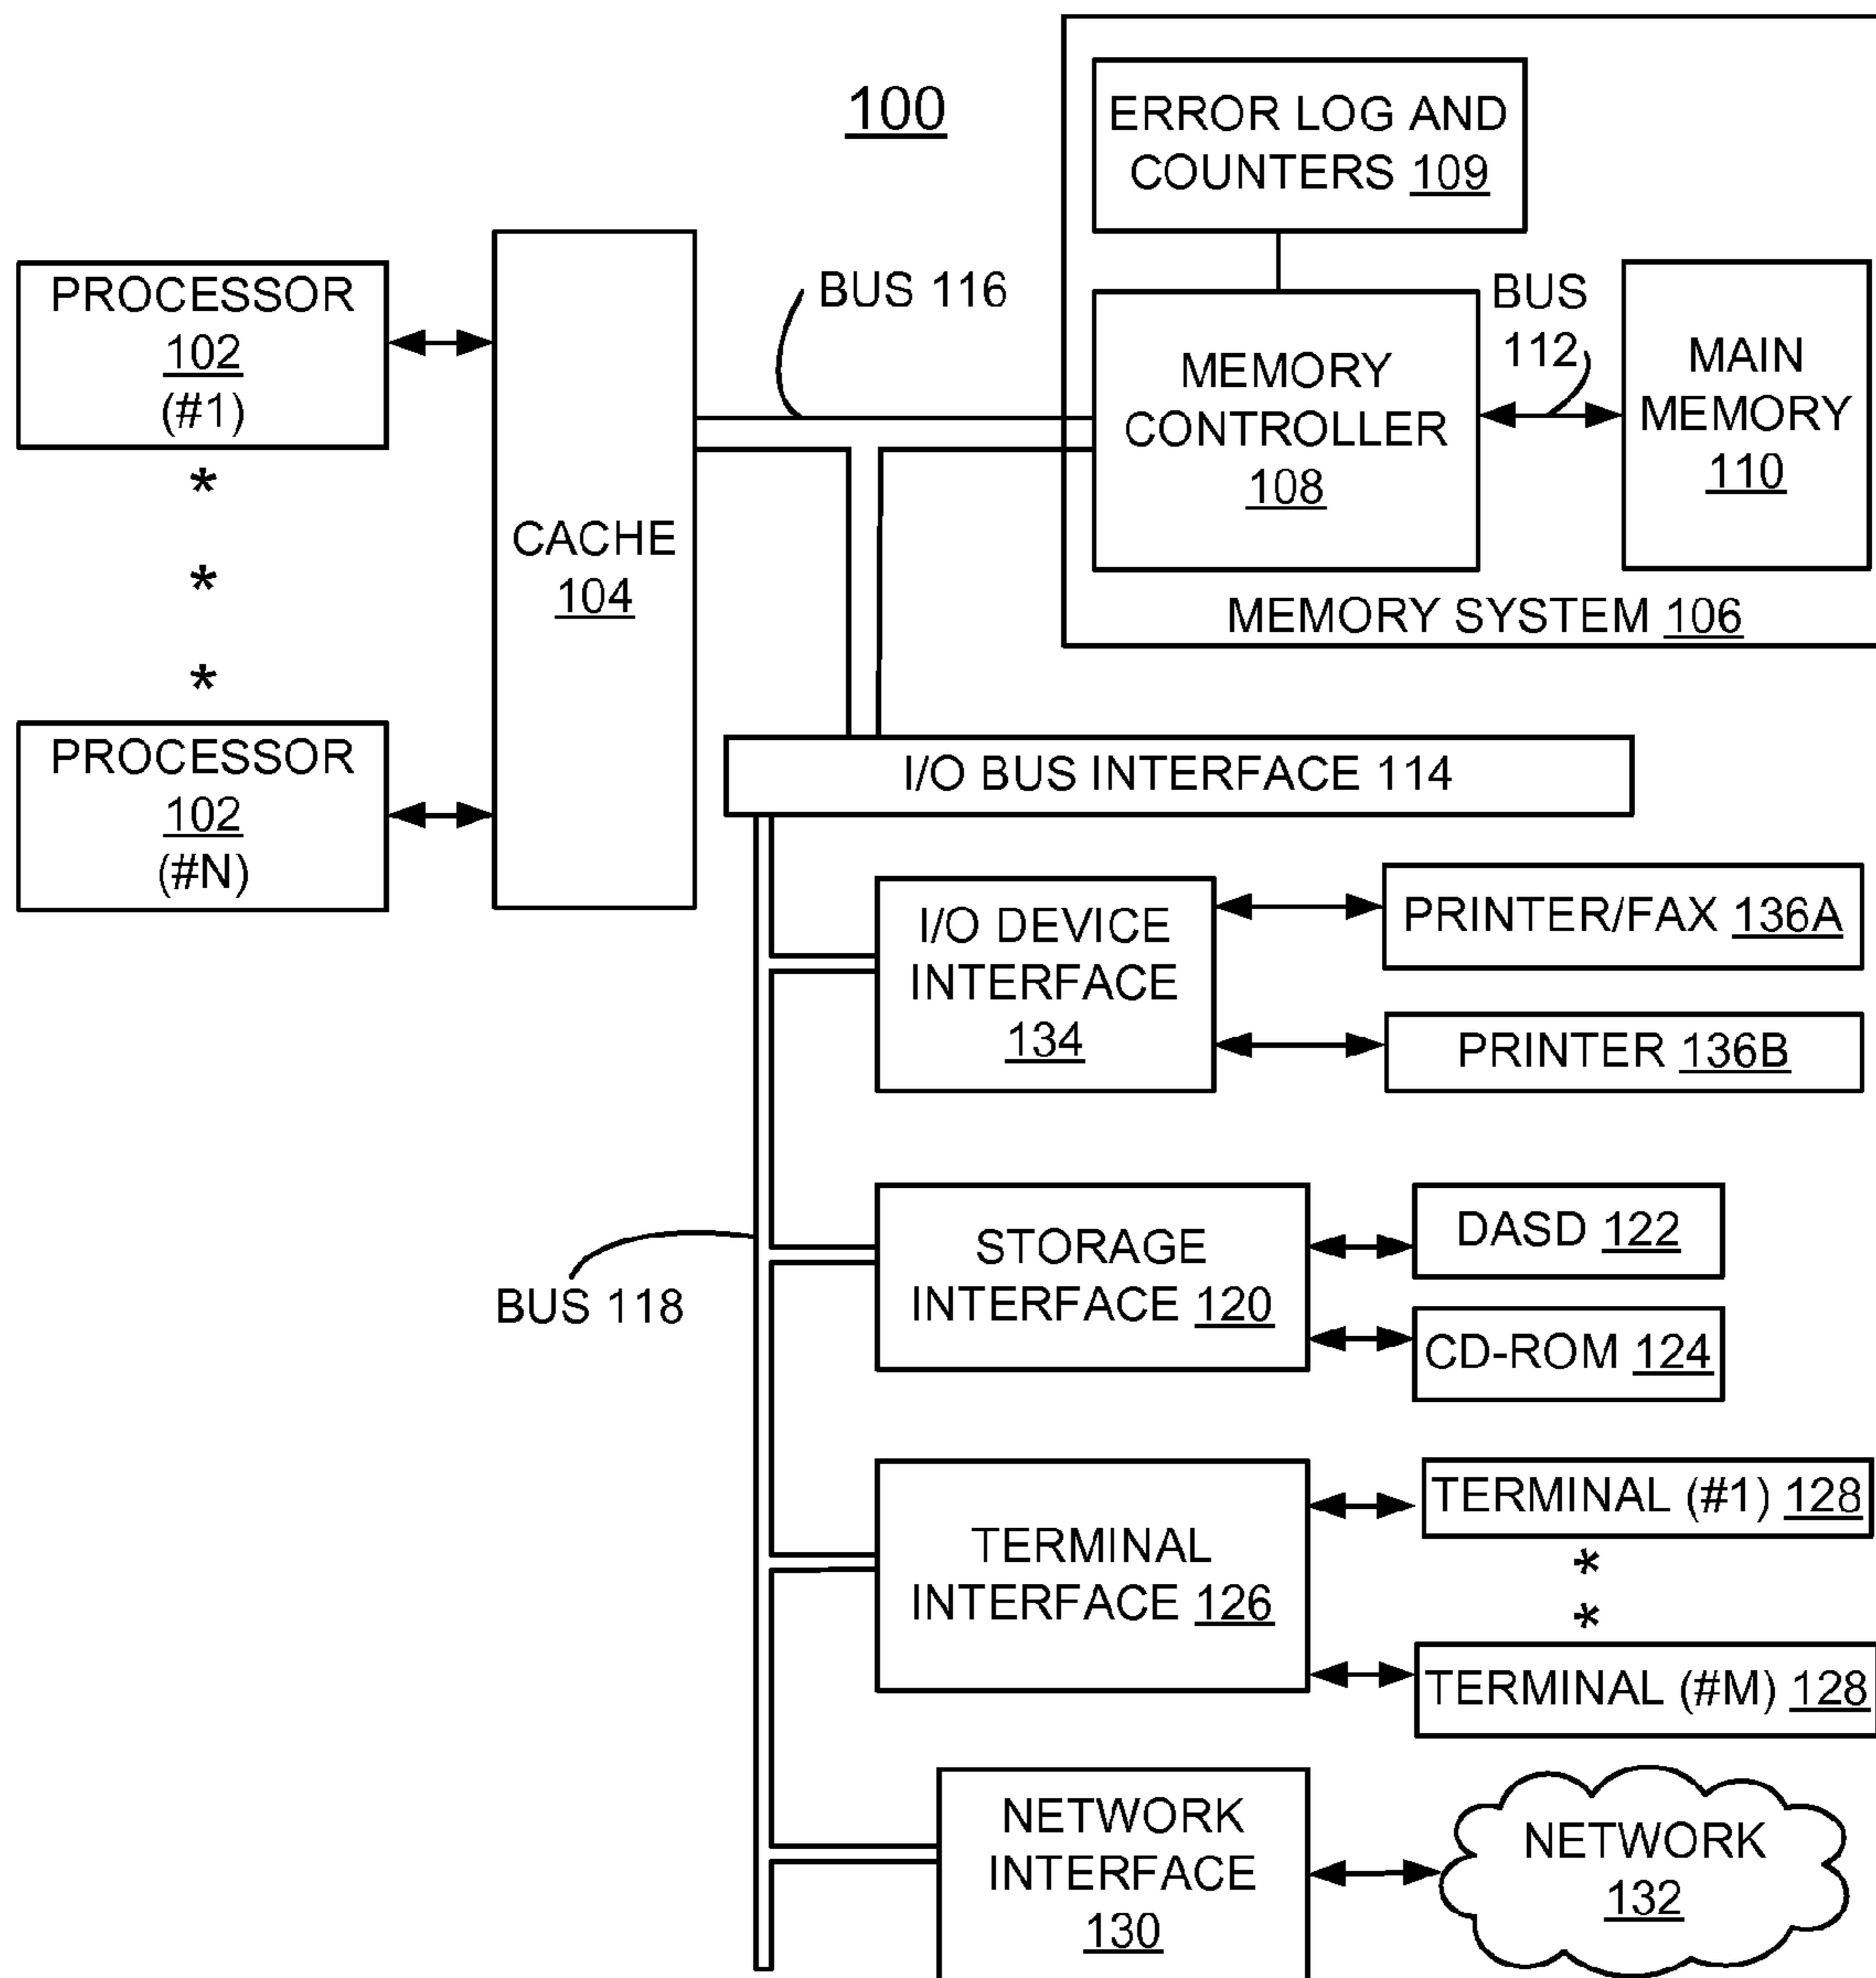 100
ERROR LOG AND
COUNTERS 109
PROCESSOR
102
(#1)
*
*
*
PROCESSOR
102
(#N)
CACHE
104
BUS 116
MEMORY
CONTROLLER
108
BUS
112
MAIN
MEMORY
110
MEMORY SYSTEM 106
I/O BUS INTERFACE 114
I/O DEVICE
INTERFACE
134
PRINTER/FAX 136A
PRINTER 136B
BUS 118
STORAGE
INTERFACE 120
DASD 122
CD-ROM 124
TERMINAL
INTERFACE 126
TERMINAL (#1) 128
*
*
TERMINAL (#M) 128
NETWORK
INTERFACE
130
NETWORK
132